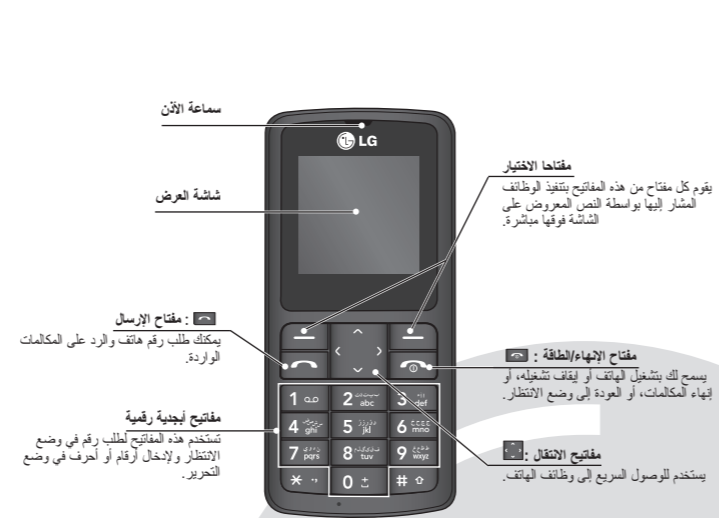 سماعة الأذن
LG
شاشة العرض
مفتاحا الاختيار
يقوم كل مفتاح من هذه المفاتيح بتنفيذ الوظائف
المشار إليها بواسطة النص المعروض على
الشاشة فوقها مباشرة.
: مفتاح الإرسال
يمكنك طلب رقم هاتف والرد على المكالمات
الواردة.
مفتاح الإنهاء/الطاقة :
يسمح لك بتشغيل الهاتف أو إيقاف تشغيله، أو
إنهاء المكالمات، أو العودة إلى وضع الانتظار.
مفاتيح أبجدية رقمية
تستخدم هذه المفاتيح لطلب رقم في وضع
الانتظار ولإدخال أرقام أو أحرف في وضع
التحرير.
مفاتيح الانتقال :
يستخدم للوصول السريع إلى وظائف الهاتف.
1 2 abc 3 def
4 ghi 5 jkl 6 mno
7 pqrs 8 tuv 9 wxyz
* 0 #